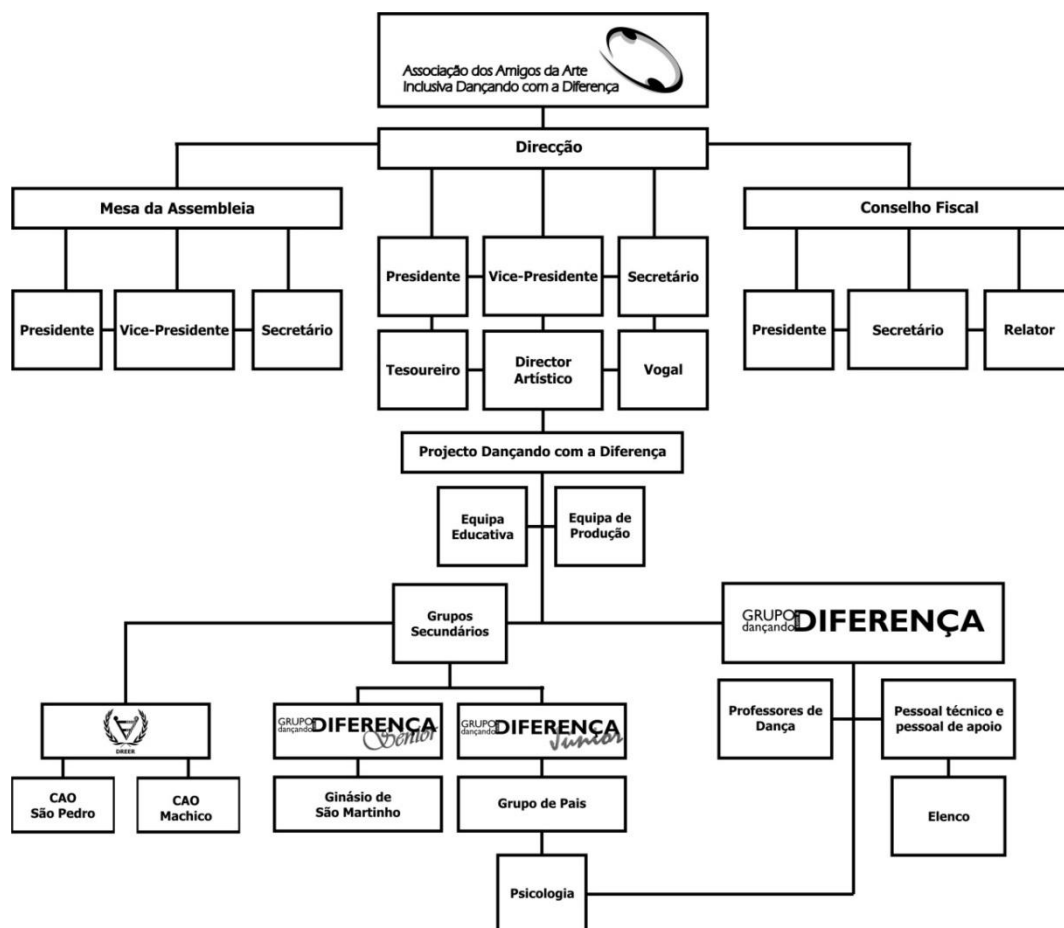 Associação dos Amigos da Arte
Inclusiva Dançando com a Diferença
Direcção
Mesa da Assembleia
Conselho Fiscal
Presidente
Vice-Presidente
Secretário
Presidente
Vice-Presidente
Secretário
Presidente
Secretário
Relator
Tesoureiro
Director
Artístico
Vogal
Projecto Dançando com a Diferença
Equipa
Educativa
Equipa de
Produção
Grupos
Secundários
GRUPO
dançando
DIFERENÇA
DREER
GRUPO
dançando
DIFERENÇA
Sénior
GRUPO
dançando
DIFERENÇA
Junior
Professores de
Dança
Pessoal técnico e
pessoal de apoio
CAO
São Pedro
CAO
Machico
Ginásio de
São Martinho
Grupo de Pais
Elenco
Psicologia